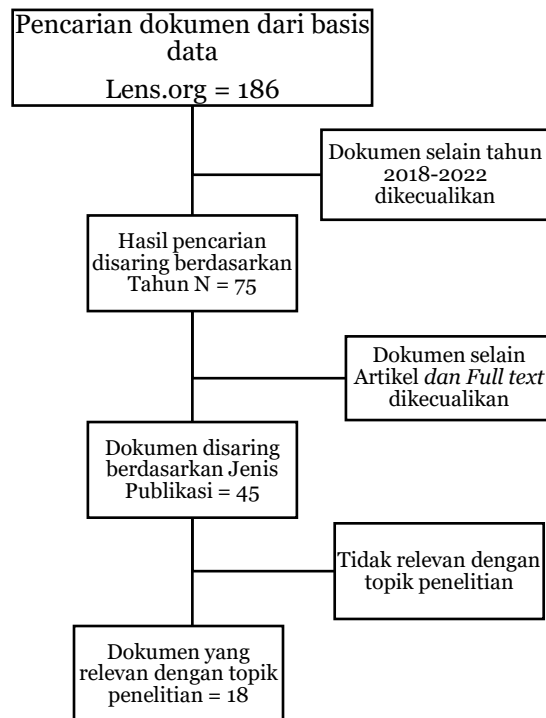 Pencarian dokumen dari basis
data
Lens.org = 186
Dokumen selain tahun
2018-2022
dikecualikan
Hasil pencarian
disaring berdasarkan
Tahun N = 75
Dokumen selain
Artikel dan Full text
dikecualikan
Dokumen disaring
berdasarkan Jenis
Publikasi = 45
Tidak relevan dengan
topik penelitian
Dokumen yang
relevan dengan topik
penelitian = 18